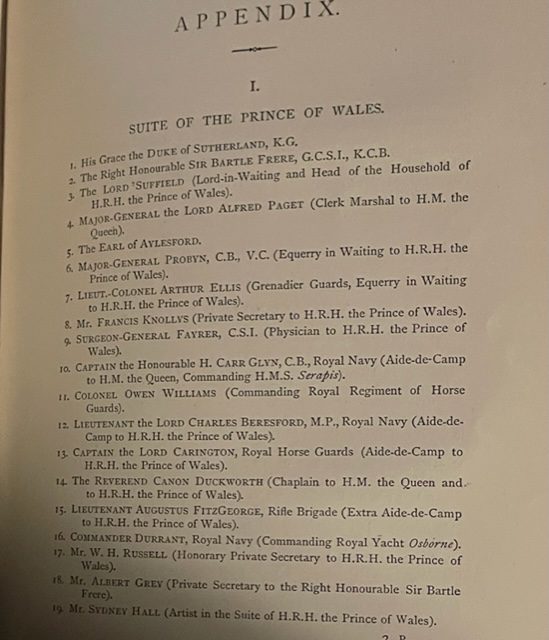 APPENDIX.
I.
SUITE OF THE PRINCE OF WALES.
1. His Grace the DUKE of SUTHERLAND, K.G.
2. The Right Honourable SIR BARTLE FRERE, G.C.S.I., K.C.B.
3. The LORD SUFFIELD (Lord-in-Waiting and Head of the Household of
H.R.H. the Prince of Wales).
4. MAJOR-GENERAL the LORD ALFRED PAGET (Clerk Marshal to H.M. the
Queen).
5. The EARL OF AYLESFORD.
6. MAJOR-GENERAL PROBYN, C.B., V.C. (Equerry in Waiting to H.R.H. the
Prince of Wales).
7. LIEUT.-COLONEL ARTHUR ELLIS (Grenadier Guards, Equerry in Waiting
to H.R.H. the Prince of Wales).
8. Mr. FRANCIS KNOLLYS (Private Secretary to H.R.H. the Prince of Wales).
9. SURGEON-GENERAL FAYRER, C.S.I. (Physician to H.R.H. the Prince of
Wales).
10. CAPTAIN the Honourable H. CARR GLYN, C.B., Royal Navy (Aide-de-Camp
to H.M. the Queen, Commanding H.M.S. Serapis).
11. COLONEL OWEN WILLIAMS (Commanding Royal Regiment of Horse
Guards).
12. LIEUTENANT the LORD CHARLES BERESFORD, M.P., Royal Navy (Aide-de-
Camp to H.R.H. the Prince of Wales).
13. CAPTAIN the LORD CARINGTON, Royal Horse Guards (Aide-de-Camp to
H.R.H. the Prince of Wales).
14. The REVEREND CANON DUCKWORTH (Chaplain to H.M. the Queen and
to H.R.H. the Prince of Wales).
15. LIEUTENANT AUGUSTUS FITZGEORGE, Rifle Brigade (Extra Aide-de-Camp
to H.R.H. the Prince of Wales).
16. COMMANDER DURRANT, Royal Navy (Commanding Royal Yacht Osborne).
17. Mr. W. H. RUSSELL (Honorary Private Secretary to H.R.H. the Prince of
Wales).
18. Mr. ALBERT GREY (Private Secretary to the Right Honourable Sir Bartle
Frere).
19. Mr. SYDNEY HALL (Artist in the Suite of H.R.H. the Prince of Wales).